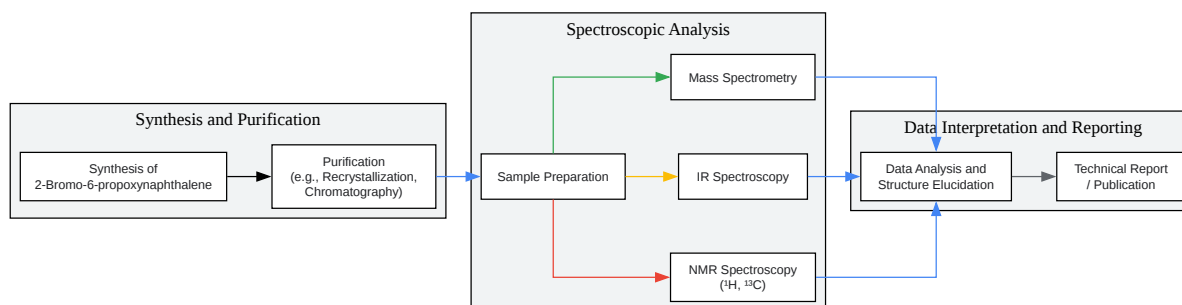 Spectroscopic Analysis
Mass Spectrometry
Synthesis and Purification
Data Interpretation and Reporting
Synthesis of
2-Bromo-6-propoxynaphthalene
Purification
(e.g., Recrystallization,
Chromatography)
Sample Preparation
IR Spectroscopy
Data Analysis and
Structure Elucidation
Technical Report
/ Publication
NMR Spectroscopy
(¹H, ¹³C)